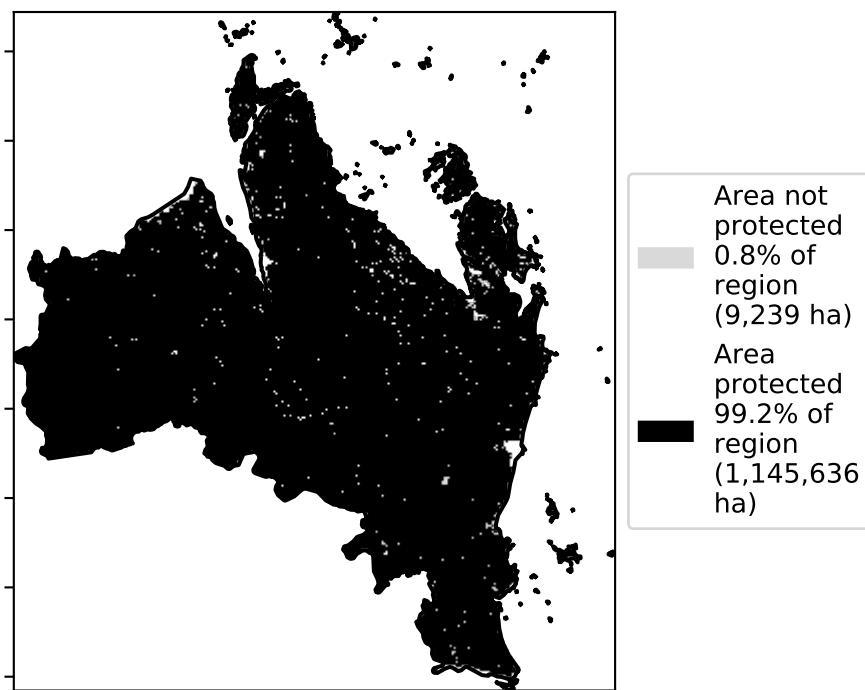 Area not
protected
0.8% of
region
(9,239 ha)
Area
protected
99.2% of
region
(1,145,636
ha)